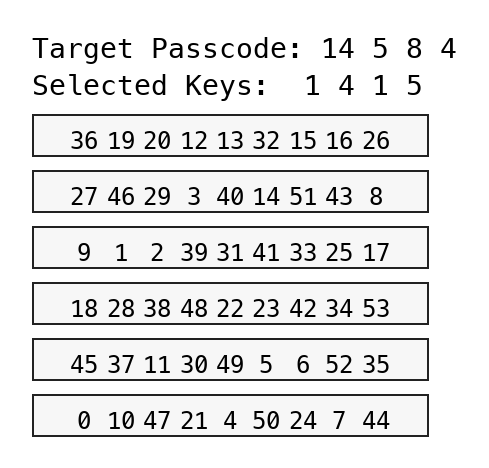 Target Passcode: 14 5 8 4
Selected Keys: 1 4 1 5
36 19 20 12 13 32 15 16 26
27 46 29 3 40 14 51 43 8
9 1 2 39 31 41 33 25 17
18 28 38 48 22 23 42 34 53
45 37 11 30 49 5 6 52 35
0 10 47 21 4 50 24 7 44